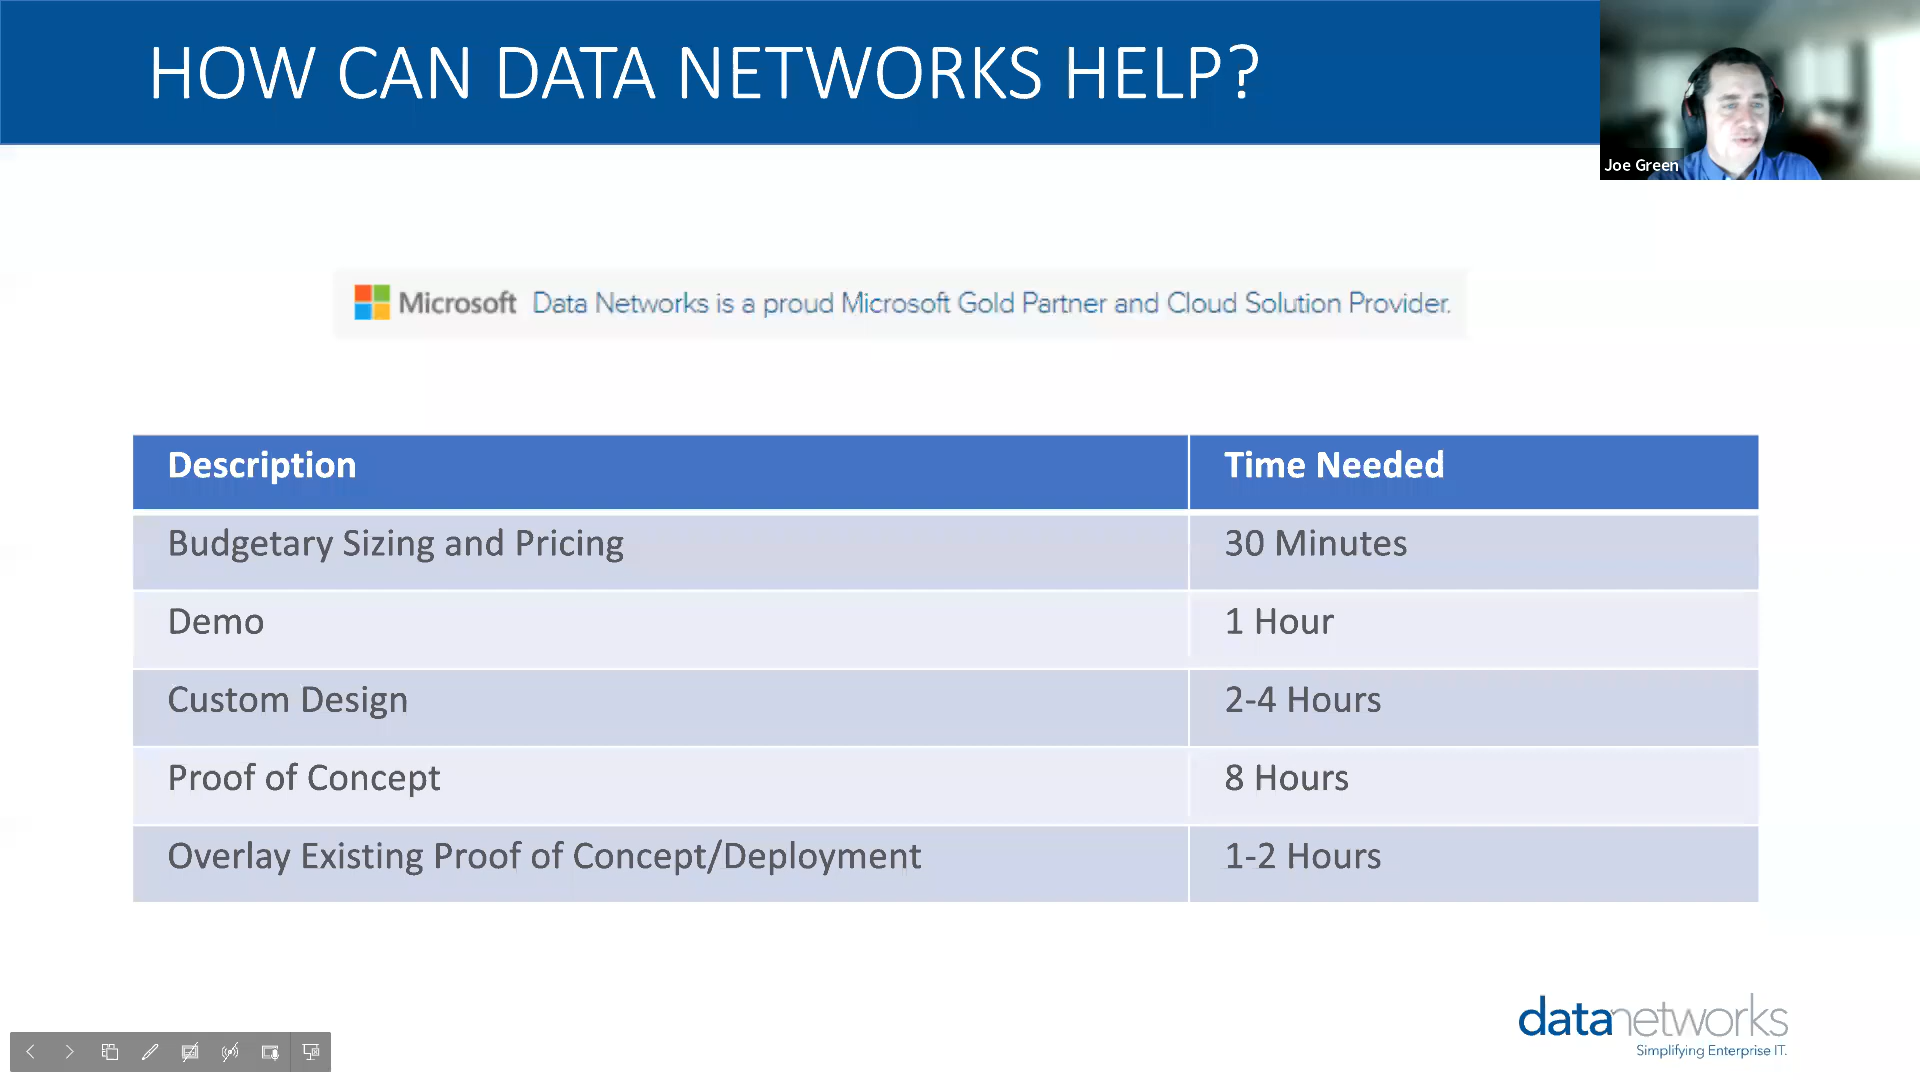 HOW CAN DATA NETWORKS HELP?
Joe Green
Microsoft Data Networks is a proud Microsoft Gold Partner and Cloud Solution Provider.
Description Time Needed
Budgetary Sizing and Pricing 30 Minutes
Demo 1 Hour
Custom Design 2-4 Hours
Proof of Concept 8 Hours
Overlay Existing Proof of Concept/Deployment 1-2 Hours
datanetworks
Simplifying Enterprise IT.